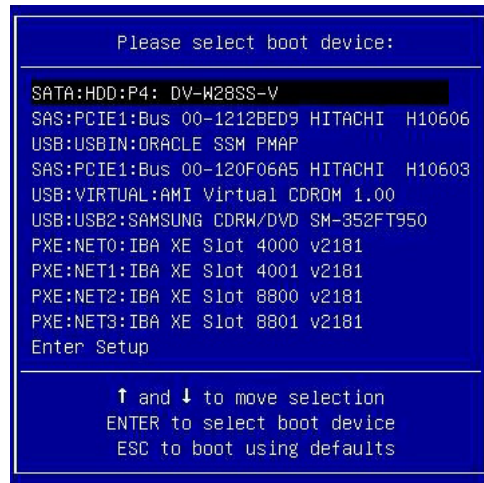 Please select boot device:
SATA:HDD:P4: DV-W28SS-V
SAS:PCIE1:Bus 00-1212BED9 HITACHI  H10606
USB:USBIN:ORACLE SSM PMAP
SAS:PCIE1:Bus 00-120F06A5 HITACHI  H10603
USB:VIRTUAL:AMI Virtual CDROM 1.00
USB:USB2:SAMSUNG CDRW/DVD SM-352FT950
PXE:NET0:IBA XE Slot 4000 v2181
PXE:NET1:IBA XE Slot 4001 v2181
PXE:NET2:IBA XE Slot 8800 v2181
PXE:NET3:IBA XE Slot 8801 v2181
Enter Setup
↑ and ↓ to move selection
ENTER to select boot device
ESC to boot using defaults